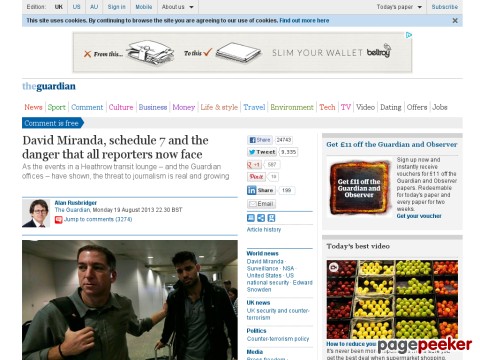 Edition: UK US AU Sign in Mobile About us Today's paper Subscribe
This site uses cookies. By continuing to browse the site you are agreeing to our use of cookies. Find out more here
From this... To this SLIM YOUR WALLET bellroy
theguardian
News Sport Comment Culture Business Money Life & style Travel Environment Tech TV Video Dating Offers Jobs
Comment is free
David Miranda, schedule 7 and the
danger that all reporters now face
As the events in a Heathrow transit lounge – and the Guardian
offices – have shown, the threat to journalism is real and growing
Alan Rusbridger
The Guardian, Monday 19 August 2013 22.30 BST
Jump to comments (3274)
Share 24743
Tweet 9,335
+1
Pin it
Share 198
Email
Article history
World news
David Miranda ·
Surveillance · NSA ·
United States · US
national security · Edward
Snowden
UK news
UK security and counter-
terrorism
Politics
Counter-terrorism policy
Media
Get £11 off the Guardian and Observer
Get £11 off
the Guardian
and Observer
Sign up now and
instantly receive
vouchers for £11 off the
Guardian and Observer.
Redeemable for today's
paper and every paper for
two weeks.
Get your voucher
Today's best video
How to reduce you
It's never been mor
get the best deal when supermarket shopping
pagepeeker